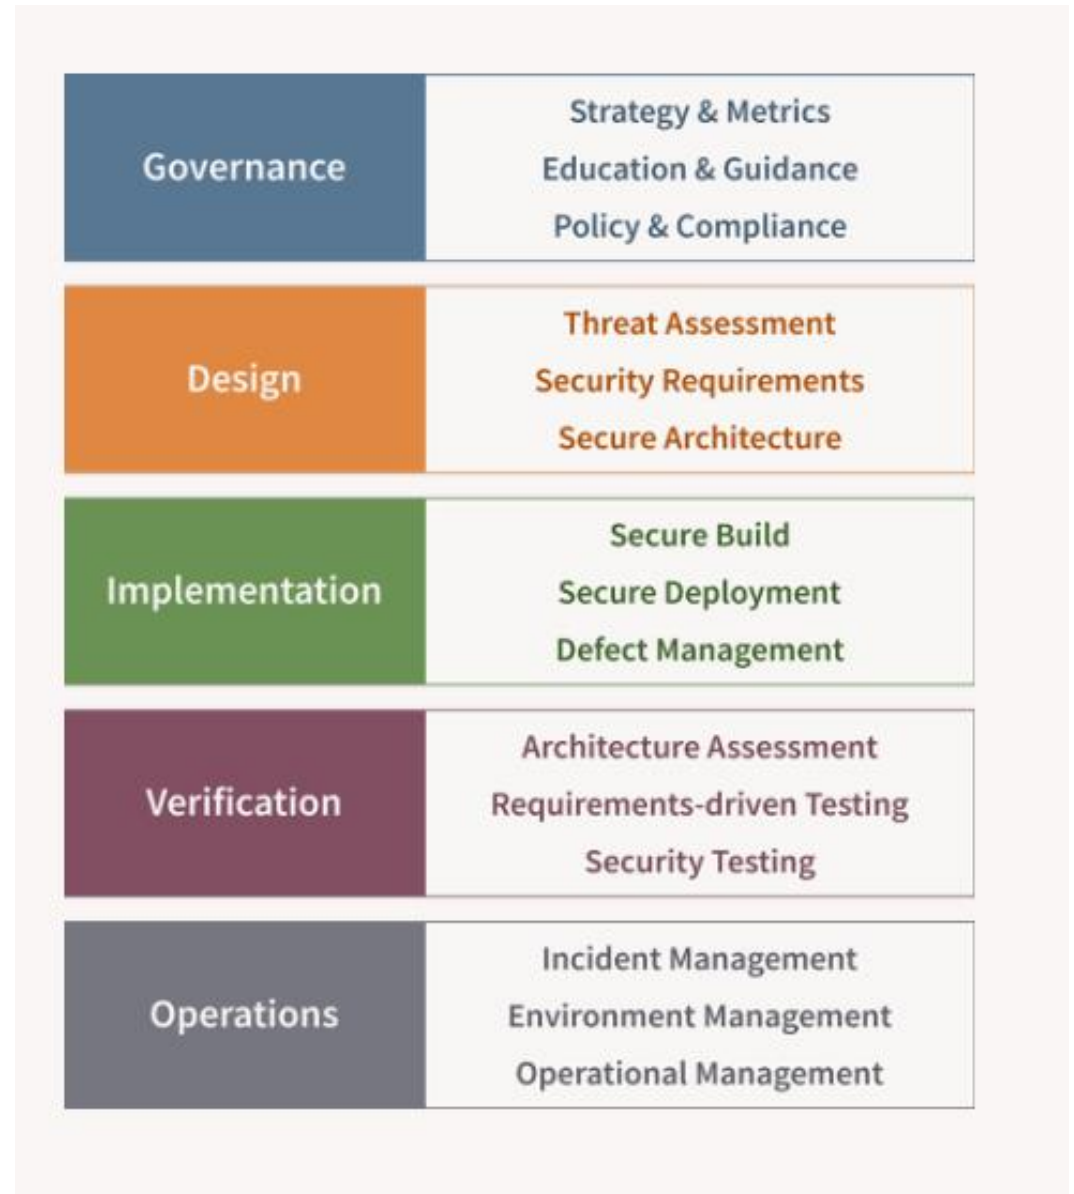 Governance
Strategy & Metrics
Education & Guidance
Policy & Compliance
Design
Threat Assessment
Security Requirements
Secure Architecture
Implementation
Secure Build
Secure Deployment
Defect Management
Verification
Architecture Assessment
Requirements-driven Testing
Security Testing
Operations
Incident Management
Environment Management
Operational Management